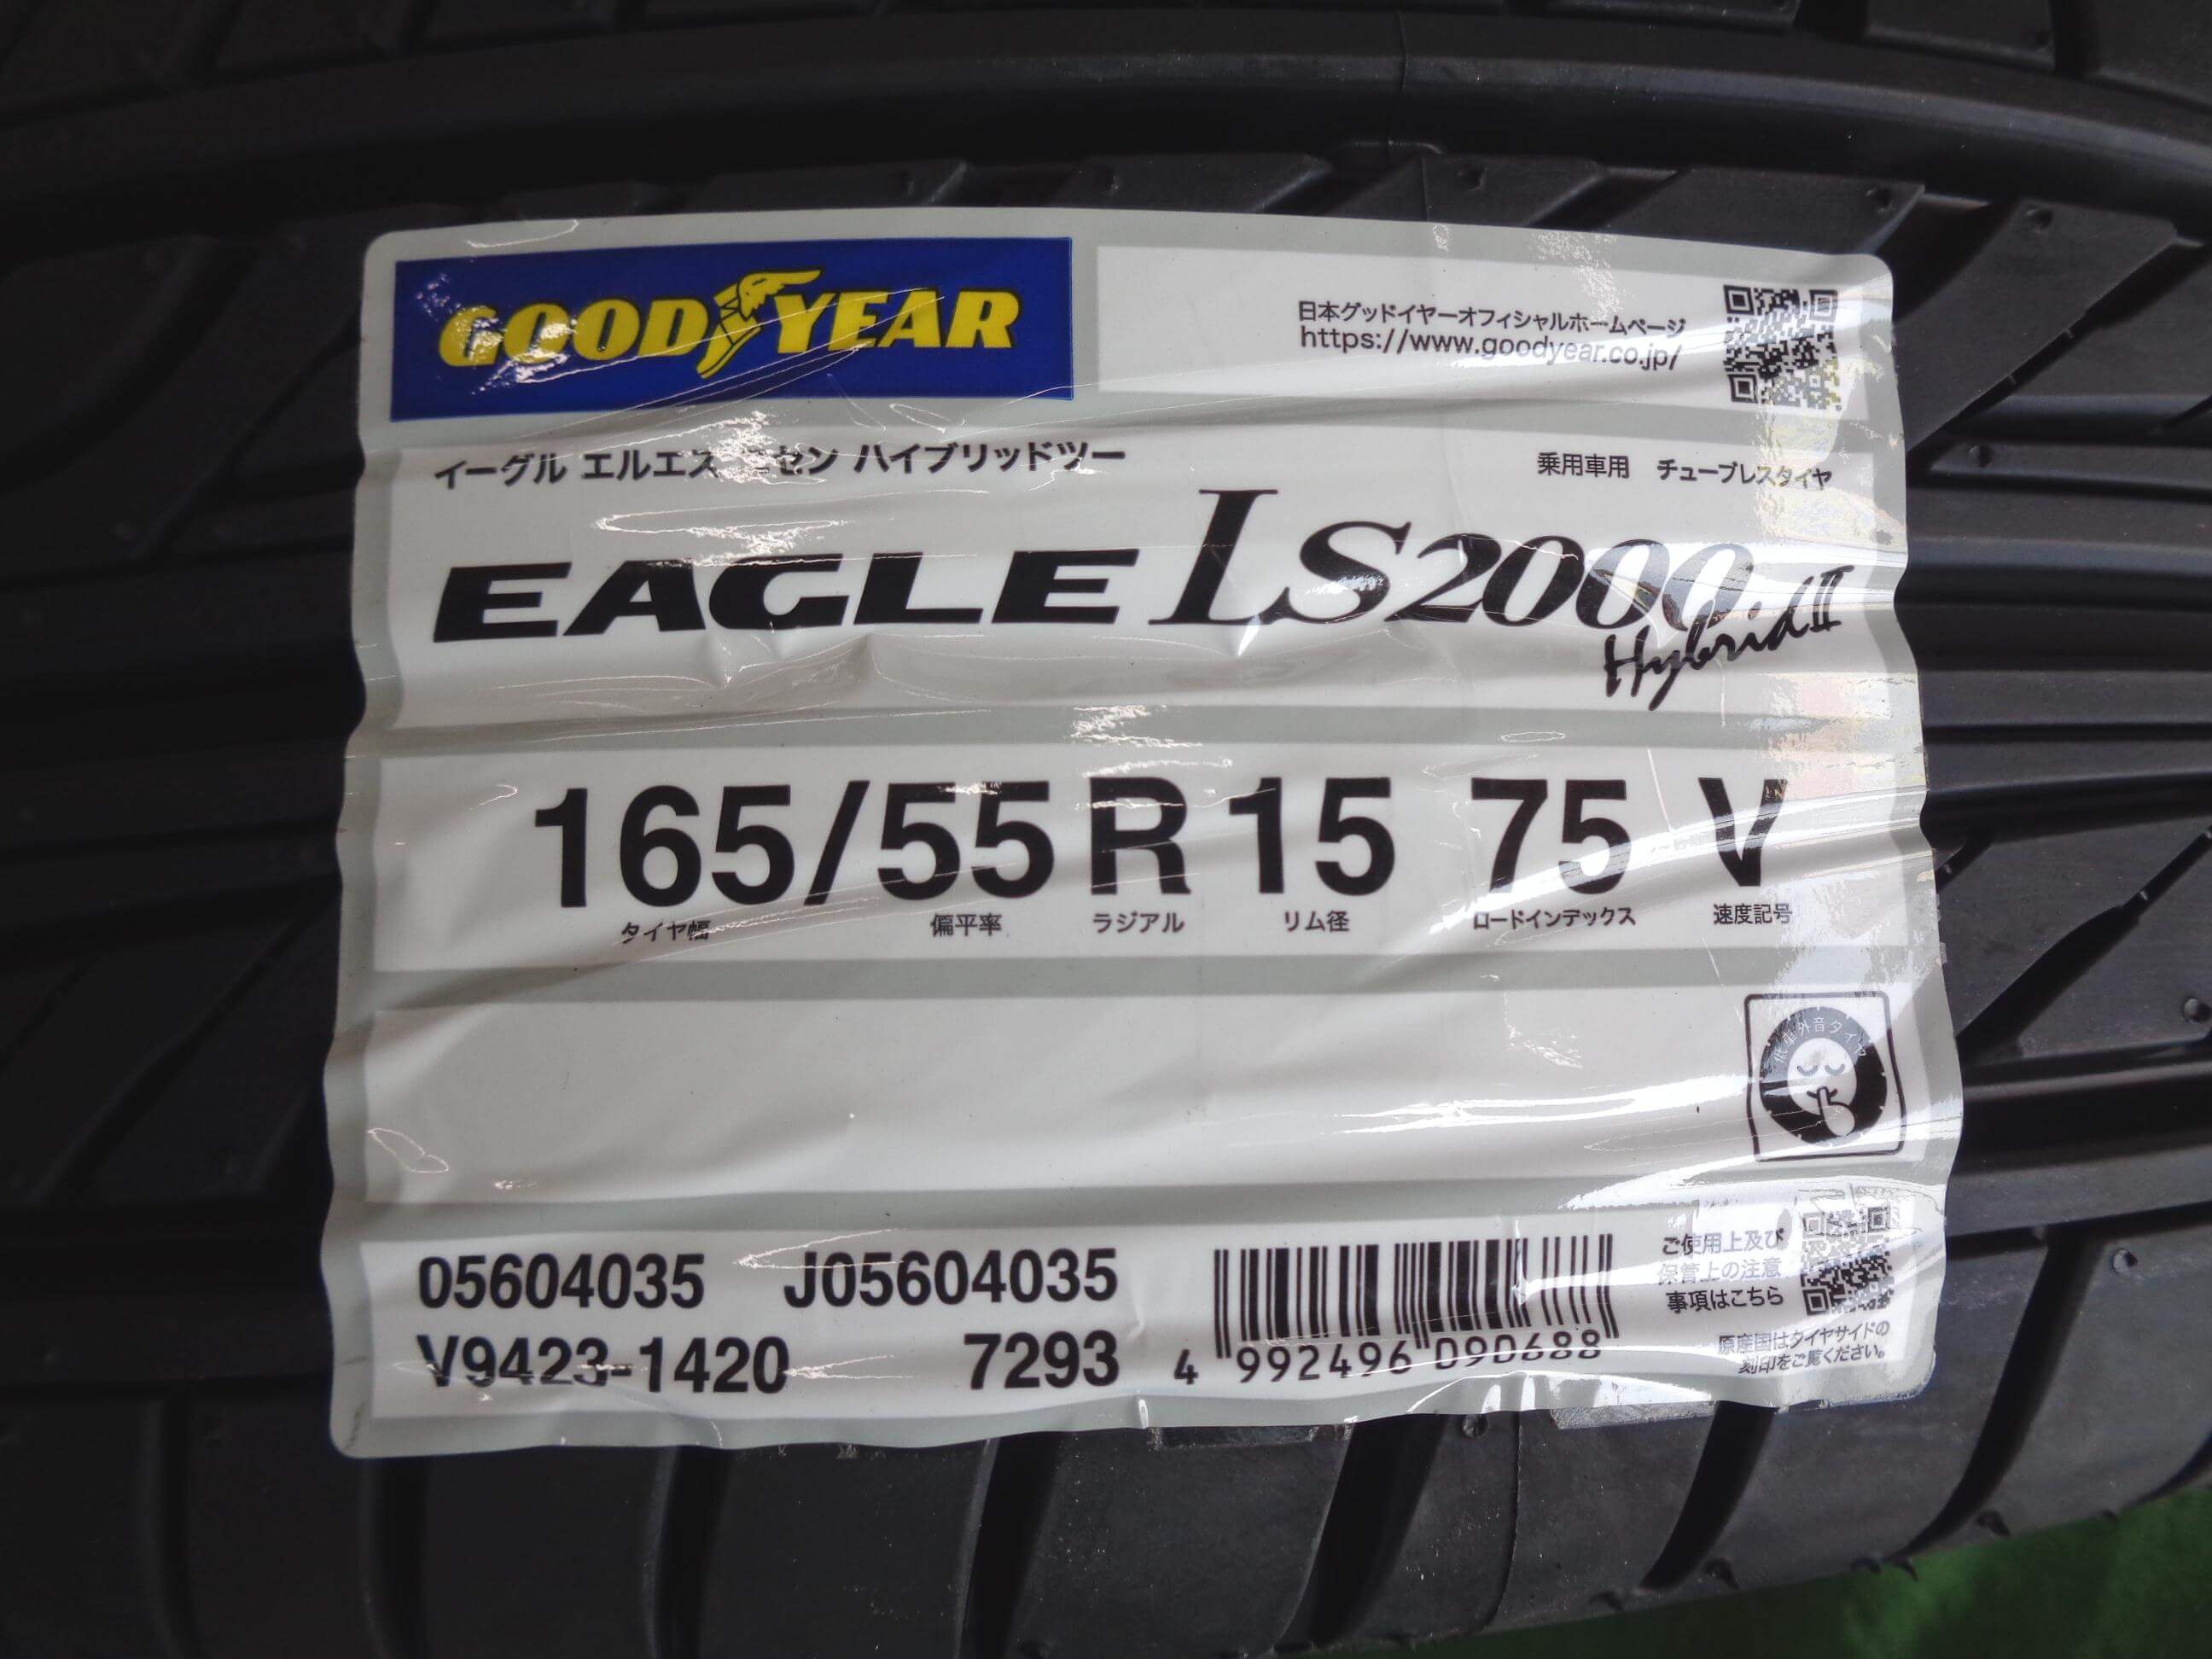 GOODYEAR
日本グッドイヤーオフィシャルホームページ
https://www.goodyear.co.jp/
イーグル エルエス ニセン ハイブリッドツー
乗用車用 チューブレスタイヤ
EAGLE LS2000
Hybrid II
165/55 R 15 75 V
タイヤ幅 偏平率 ラジアル リム径 ロードインデックス 速度記号
低車外音タイヤ
05604035 J05604035
V9423-1420 7293
4 992496 090688
ご使用上及び
保管上の注意
事項はこちら
原産国はタイヤサイドの
刻印をご覧ください。